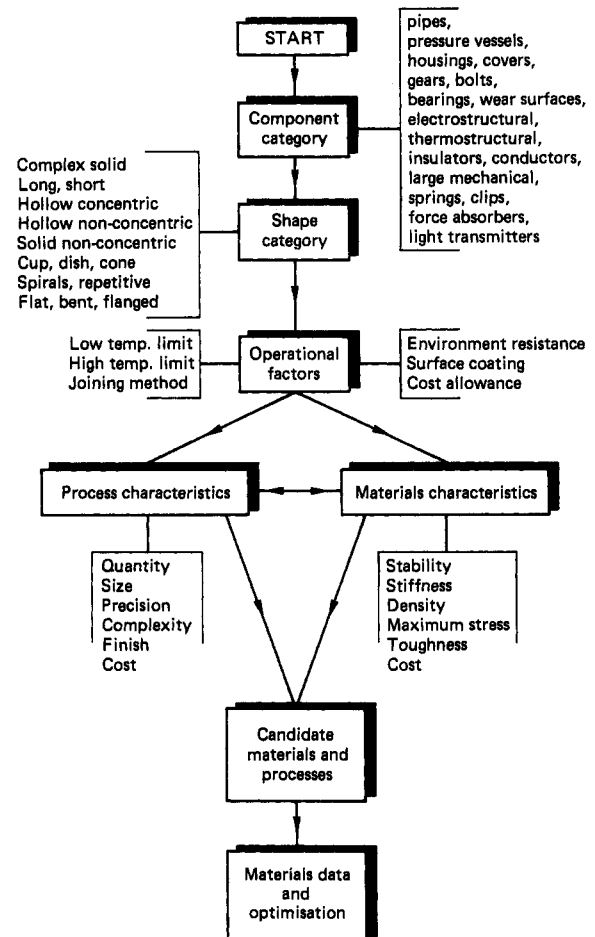 START
pipes,
pressure vessels,
housings, covers,
gears, bolts,
bearings, wear surfaces,
electrostructural,
thermostructural,
insulators, conductors,
large mechanical,
springs, clips,
force absorbers,
light transmitters
Component
category
Complex solid
Long, short
Hollow concentric
Hollow non-concentric
Solid non-concentric
Cup, dish, cone
Spirals, repetitive
Flat, bent, flanged
Shape
category
Low temp. limit
High temp. limit
Joining method
Operational
factors
Environment resistance
Surface coating
Cost allowance
Process characteristics
Materials characteristics
Quantity
Size
Precision
Complexity
Finish
Cost
Stability
Stiffness
Density
Maximum stress
Toughness
Cost
Candidate
materials and
processes
Materials data
and
optimisation